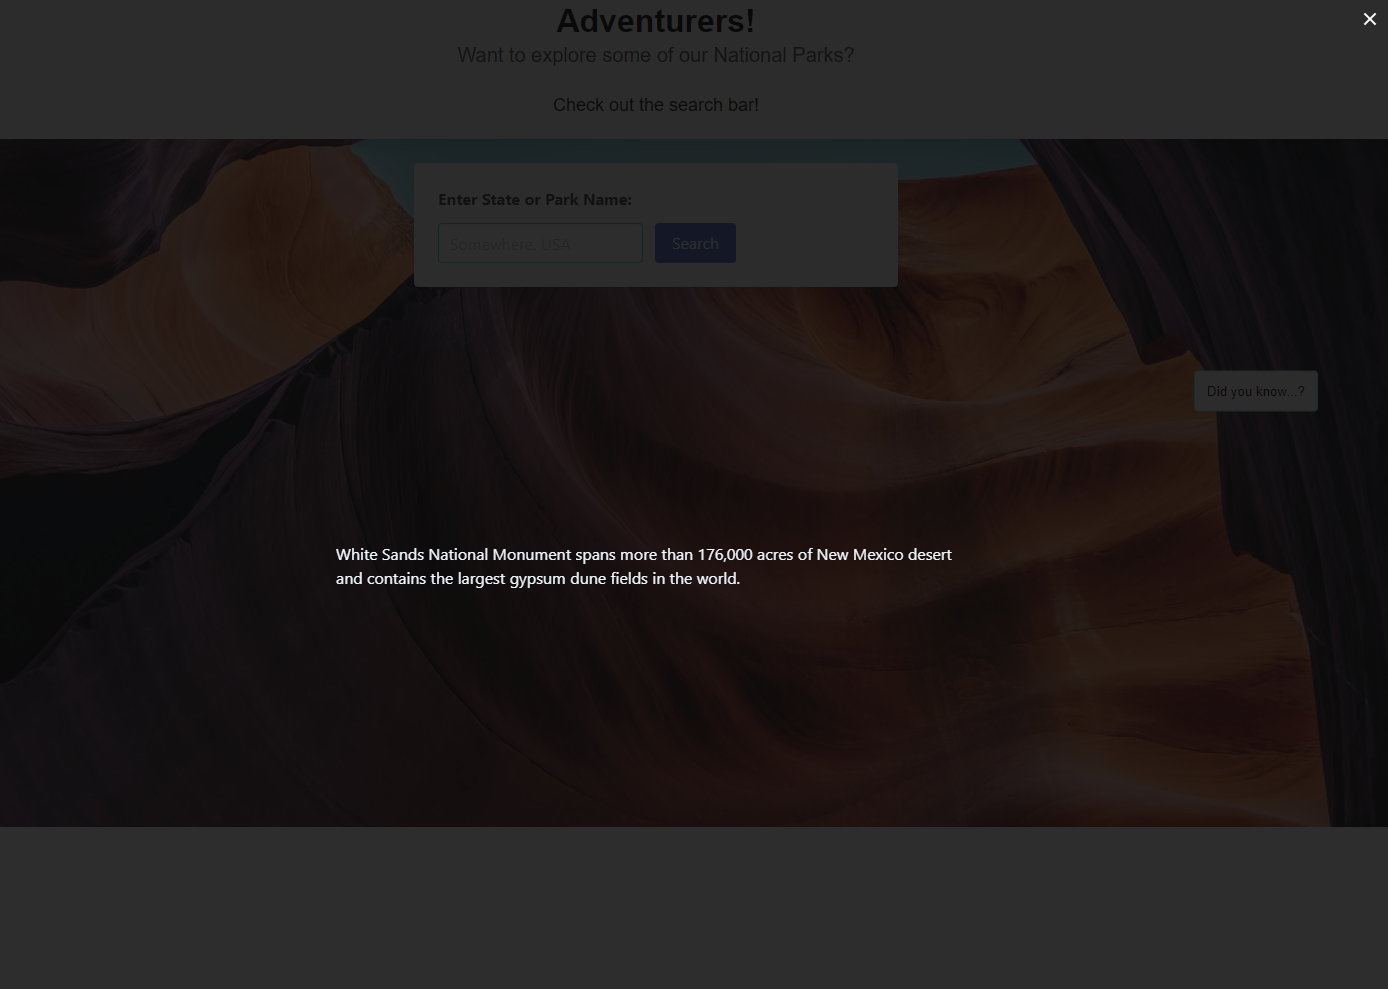 Adventurers!
Want to explore some of our National Parks?
Check out the search bar!
Enter State or Park Name:
Somewhere, USA
Search
Did you know...?
White Sands National Monument spans more than 176,000 acres of New Mexico desert
and contains the largest gypsum dune fields in the world.